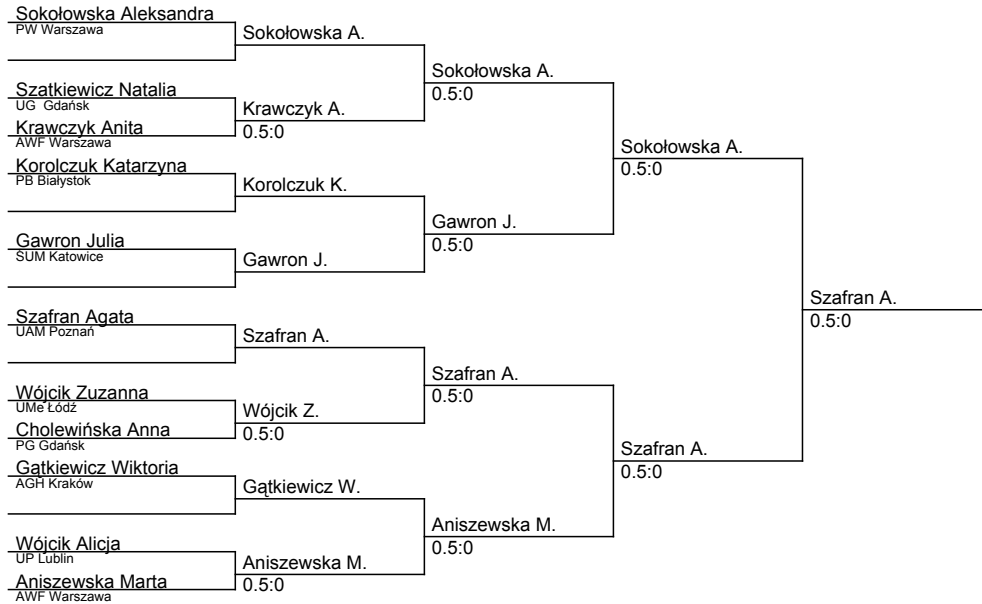 Sokołowska Aleksandra
PW Warszawa
Sokołowska A.
Sokołowska A.
0.5:0
Szatkiewicz Natalia
UG Gdańsk
Krawczyk A.
0.5:0
Krawczyk Anita
AWF Warszawa
Sokołowska A.
0.5:0
Korolczuk Katarzyna
PB Białystok
Korolczuk K.
Gawron J.
0.5:0
Gawron Julia
ŚUM Katowice
Gawron J.
Szafran A.
0.5:0
Szafran Agata
UAM Poznań
Szafran A.
Szafran A.
0.5:0
Wójcik Zuzanna
UMe Łódź
Wójcik Z.
0.5:0
Cholewińska Anna
PG Gdańsk
Szafran A.
0.5:0
Gątkiewicz Wiktoria
AGH Kraków
Gątkiewicz W.
Aniszewska M.
0.5:0
Wójcik Alicja
UP Lublin
Aniszewska M.
0.5:0
Aniszewska Marta
AWF Warszawa